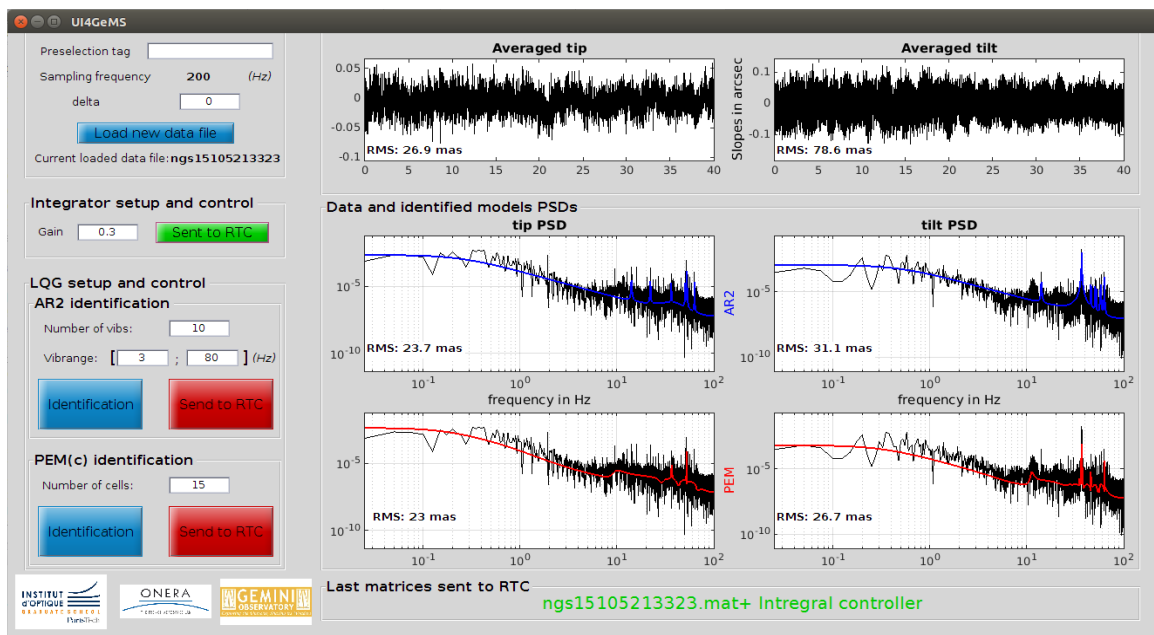 UI4GeMS
Preselection tag
Sampling frequency 200 (Hz)
delta 0
Load new data file
Current loaded data file:ngs15105213323
Integrator setup and control
Gain 0.3 Sent to RTC
LQG setup and control
AR2 identification
Number of vibs: 10
Vibrange: [ 3 ; 80 ] (Hz)
Identification Send to RTC
PEM(c) identification
Number of cells: 15
Identification Send to RTC
INSTITUT
d'OPTIQUE
GRADUATE SCHOOL
ParisTech
ONERA
GEMINI
OBSERVATORY
Averaged tip
0.05
0
-0.05
-0.1
RMS: 26.9 mas
0 5 10 15 20 25 30 35 40
Averaged tilt
Slopes in arcsec
0.1
0
-0.1
RMS: 78.6 mas
0 5 10 15 20 25 30 35 40
Data and identified models PSDs
tip PSD
10^-5
10^-10
RMS: 23.7 mas
10^-1 10^0 10^1 10^2
frequency in Hz
tilt PSD
AR2
10^-5
10^-10
RMS: 31.1 mas
10^-1 10^0 10^1 10^2
frequency in Hz
10^-5
10^-10
RMS: 23 mas
10^-1 10^0 10^1 10^2
PEM
10^-5
10^-10
RMS: 26.7 mas
10^-1 10^0 10^1 10^2
Last matrices sent to RTC
ngs15105213323.mat+ Intregral controller